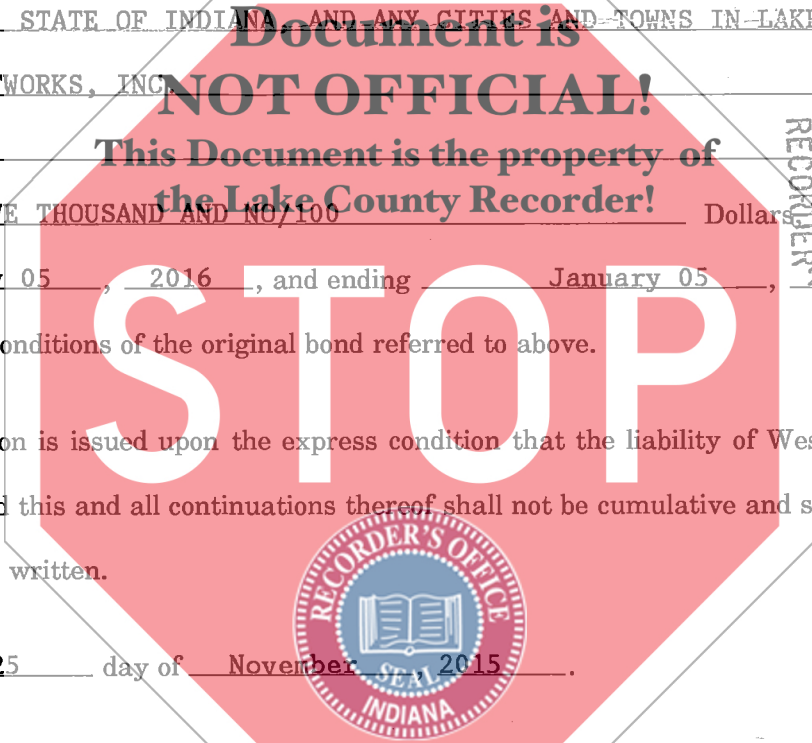 STATE OF INDIANA, AND ANY CITIES AND TOWNS IN LAKE
Document is
WORKS, INC.
NOT OFFICIAL!
This Document is the property of
the Lake County Recorder!
THOUSAND AND NO/100 Dollars
RECORDER
05, 2016, and ending January 05,
onditions of the original bond referred to above.
STOP
on is issued upon the express condition that the liability of Wes
d this and all continuations thereof shall not be cumulative and s
written.
25 day of November, 2015.
RECORDER'S OFFICE
SEAL
INDIANA